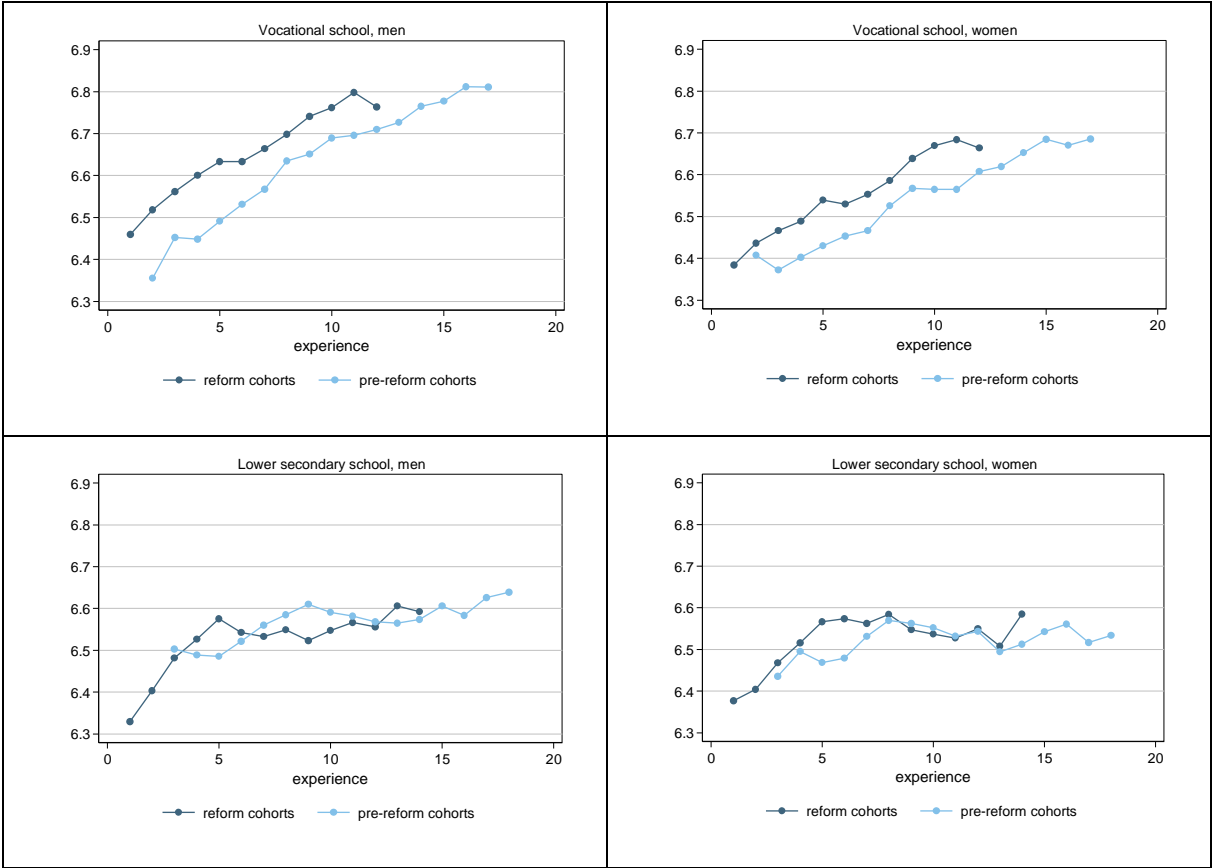 Vocational school, men
6.9
6.8
6.7
6.6
6.5
6.4
6.3
0 5 10 15 20
experience
reform cohorts pre-reform cohorts
Vocational school, women
6.9
6.8
6.7
6.6
6.5
6.4
6.3
0 5 10 15 20
experience
reform cohorts pre-reform cohorts
Lower secondary school, men
6.9
6.8
6.7
6.6
6.5
6.4
6.3
0 5 10 15 20
experience
reform cohorts pre-reform cohorts
Lower secondary school, women
6.9
6.8
6.7
6.6
6.5
6.4
6.3
0 5 10 15 20
experience
reform cohorts pre-reform cohorts